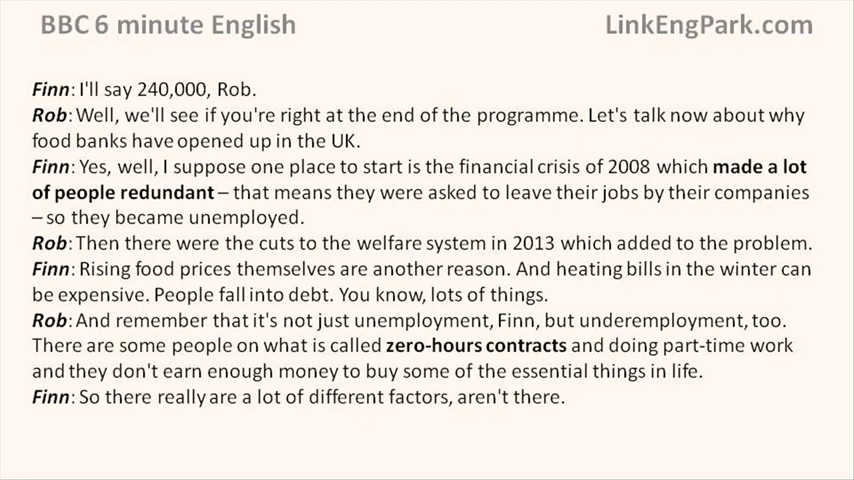 BBC 6 minute English
LinkEngPark.com
Finn: I'll say 240,000, Rob.
Rob: Well, we'll see if you're right at the end of the programme. Let's talk now about why
food banks have opened up in the UK.
Finn: Yes, well, I suppose one place to start is the financial crisis of 2008 which made a lot
of people redundant – that means they were asked to leave their jobs by their companies
– so they became unemployed.
Rob: Then there were the cuts to the welfare system in 2013 which added to the problem.
Finn: Rising food prices themselves are another reason. And heating bills in the winter can
be expensive. People fall into debt. You know, lots of things.
Rob: And remember that it's not just unemployment, Finn, but underemployment, too.
There are some people on what is called zero-hours contracts and doing part-time work
and they don't earn enough money to buy some of the essential things in life.
Finn: So there really are a lot of different factors, aren't there.